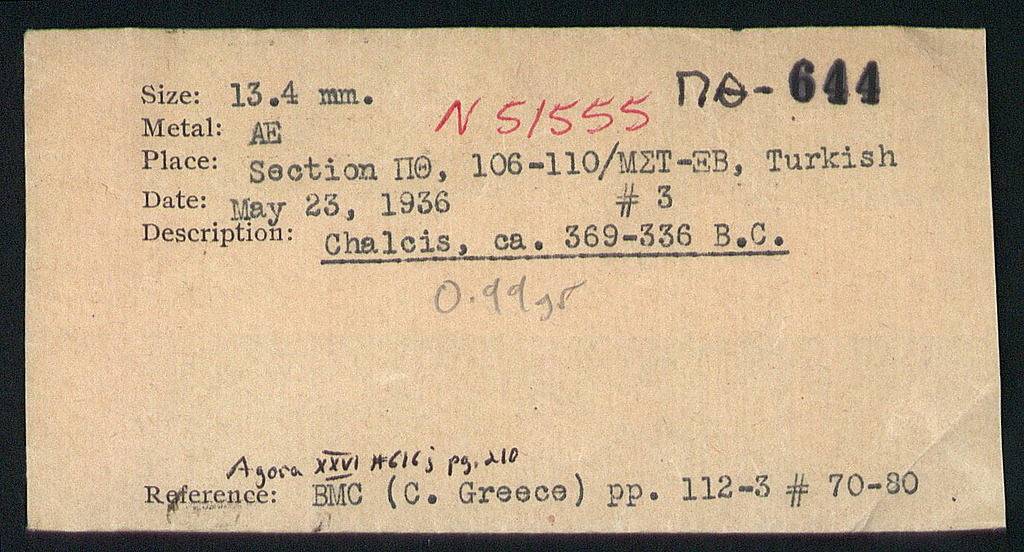 ΠΘ-644
Size: 13.4 mm.
N 51555
Metal: AE
Place: Section ΠΘ, 106-110/ΜΣΤ-ΞΒ, Turkish
Date: May 23, 1936 # 3
Description: Chalcis, ca. 369-336 B.C.
0.99gr
Agora XXVI #616j pg. 210
Reference: BMC (C. Greece) pp. 112-3 # 70-80